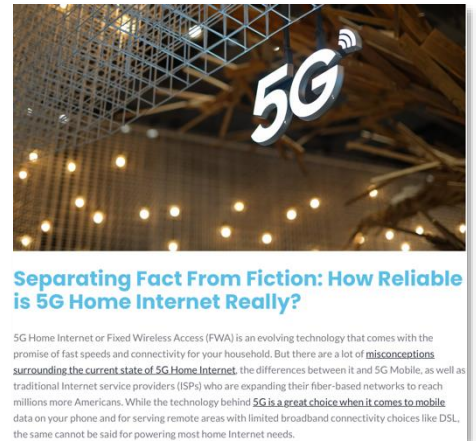 5G
Separating Fact From Fiction: How Reliable
is 5G Home Internet Really?
5G Home Internet or Fixed Wireless Access (FWA) is an evolving technology that comes with the
promise of fast speeds and connectivity for your household. But there are a lot of misconceptions
surrounding the current state of 5G Home Internet, the differences between it and 5G Mobile, as well as
traditional Internet service providers (ISPs) who are expanding their fiber-based networks to reach
millions more Americans. While the technology behind 5G is a great choice when it comes to mobile
data on your phone and for serving remote areas with limited broadband connectivity choices like DSL,
the same cannot be said for powering most home Internet needs.